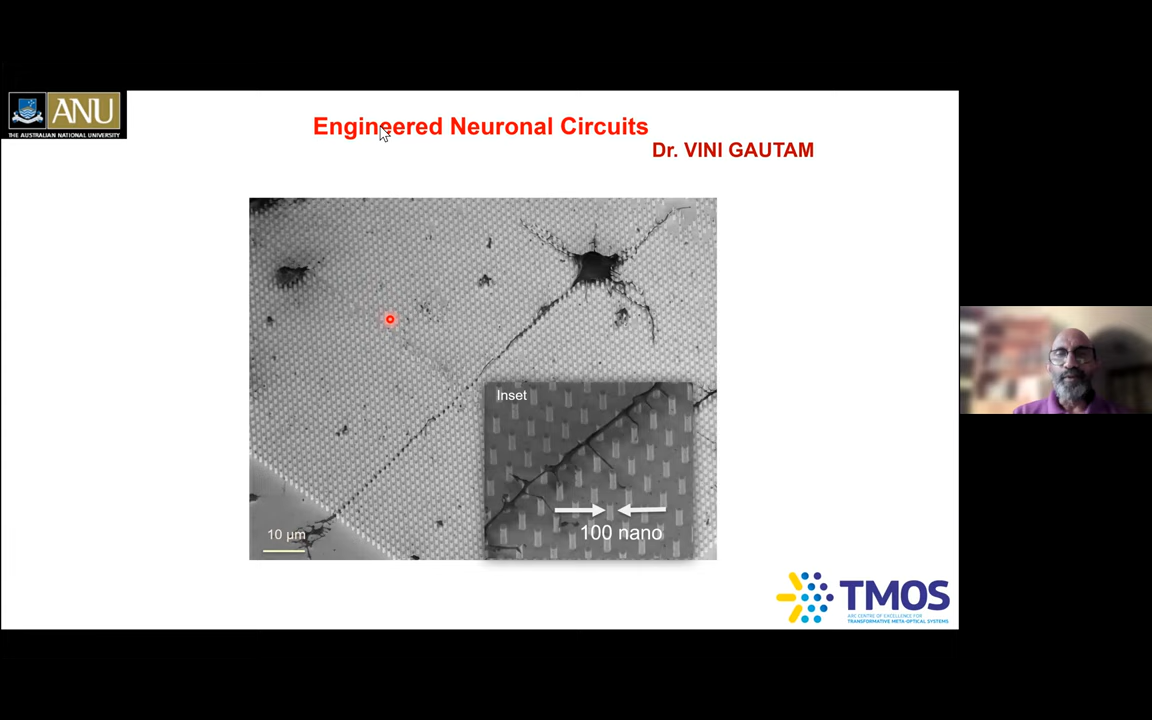 ANU
THE AUSTRALIAN NATIONAL UNIVERSITY
Engineered Neuronal Circuits
Dr. VINI GAUTAM
Inset
100 nano
10 µm
TMOS
ARC CENTRE OF EXCELLENCE FOR
TRANSFORMATIVE META-OPTICAL SYSTEMS